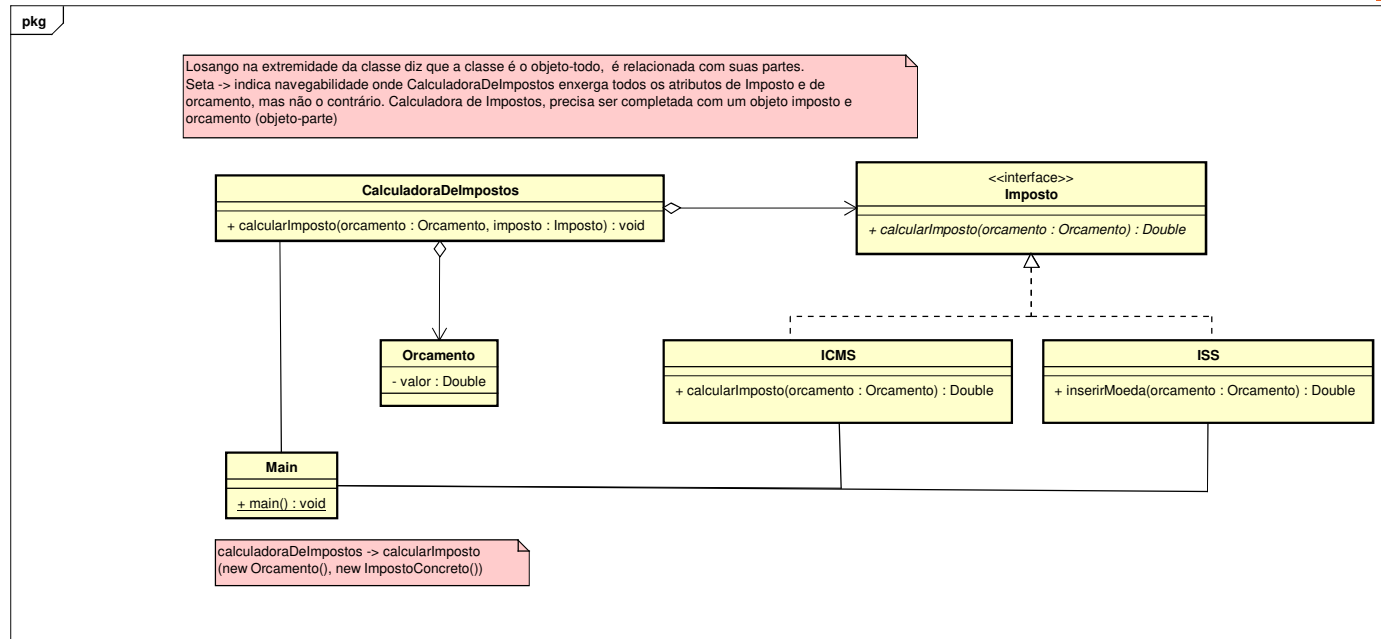 pkg
Losango na extremidade da classe diz que a classe é o objeto-todo, é relacionada com suas partes.
Seta -> indica navegabilidade onde CalculadoraDeImpostos enxerga todos os atributos de Imposto e de
orcamento, mas não o contrário. Calculadora de Impostos, precisa ser completada com um objeto imposto e
orcamento (objeto-parte)
CalculadoraDeImpostos
+ calcularImposto(orcamento : Orcamento, imposto : Imposto) : void
<<interface>>
Imposto
+ calcularImposto(orcamento : Orcamento) : Double
Orcamento
- valor : Double
ICMS
+ calcularImposto(orcamento : Orcamento) : Double
ISS
+ inserirMoeda(orcamento : Orcamento) : Double
Main
+ main() : void
calculadoraDeImpostos -> calcularImposto
(new Orcamento(), new ImpostoConcreto())